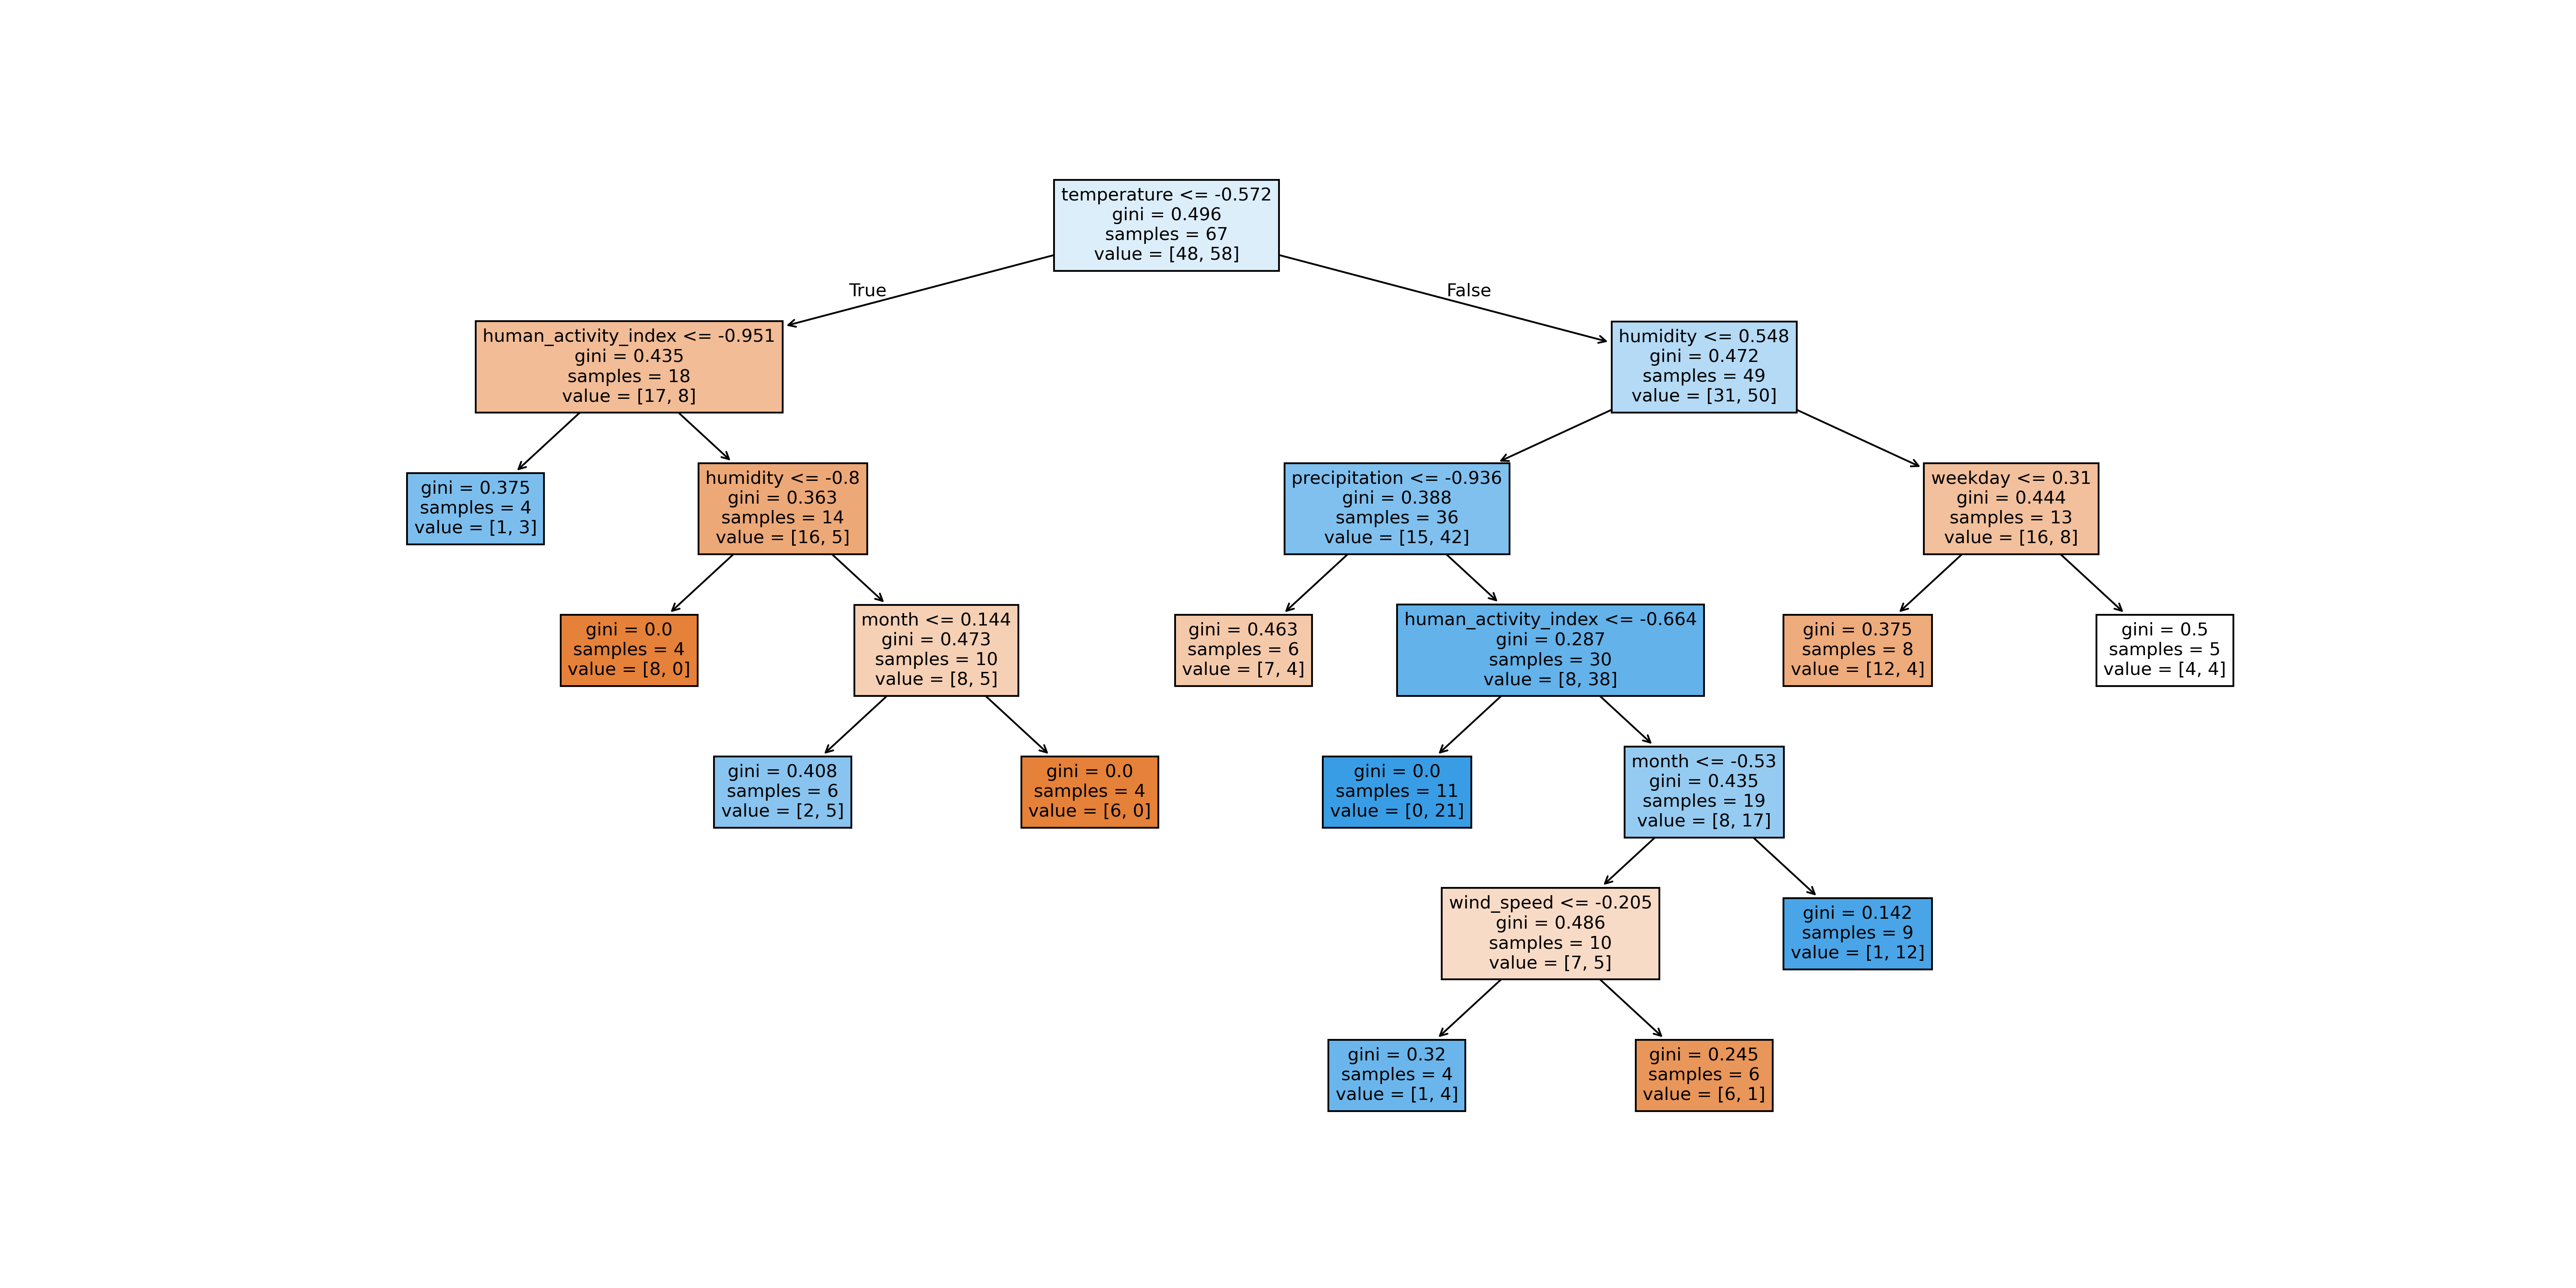 temperature <= -0.572
gini = 0.496
samples = 67
value = [48, 58]
True
False
human_activity_index <= -0.951
gini = 0.435
samples = 18
value = [17, 8]
humidity <= 0.548
gini = 0.472
samples = 49
value = [31, 50]
gini = 0.375
samples = 4
value = [1, 3]
humidity <= -0.8
gini = 0.363
samples = 14
value = [16, 5]
precipitation <= -0.936
gini = 0.388
samples = 36
value = [15, 42]
weekday <= 0.31
gini = 0.444
samples = 13
value = [16, 8]
gini = 0.0
samples = 4
value = [8, 0]
month <= 0.144
gini = 0.473
samples = 10
value = [8, 5]
gini = 0.463
samples = 6
value = [7, 4]
human_activity_index <= -0.664
gini = 0.287
samples = 30
value = [8, 38]
gini = 0.375
samples = 8
value = [12, 4]
gini = 0.5
samples = 5
value = [4, 4]
gini = 0.408
samples = 6
value = [2, 5]
gini = 0.0
samples = 4
value = [6, 0]
gini = 0.0
samples = 11
value = [0, 21]
month <= -0.53
gini = 0.435
samples = 19
value = [8, 17]
wind_speed <= -0.205
gini = 0.486
samples = 10
value = [7, 5]
gini = 0.142
samples = 9
value = [1, 12]
gini = 0.32
samples = 4
value = [1, 4]
gini = 0.245
samples = 6
value = [6, 1]